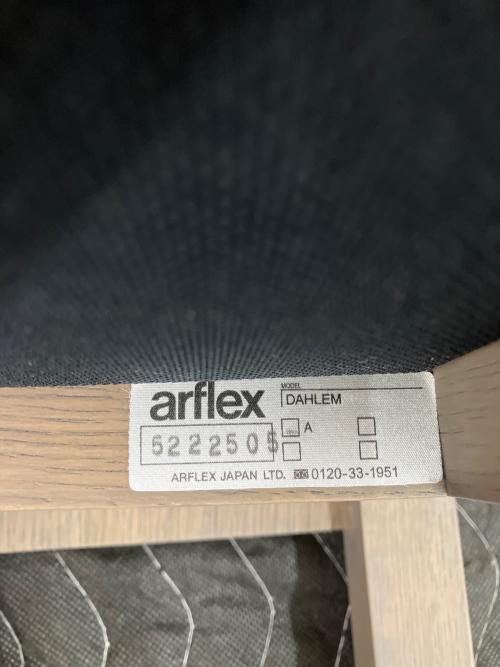 arflex
MODEL
DAHLEM
5222505
A
ARFLEX JAPAN LTD. 0120-33-1951